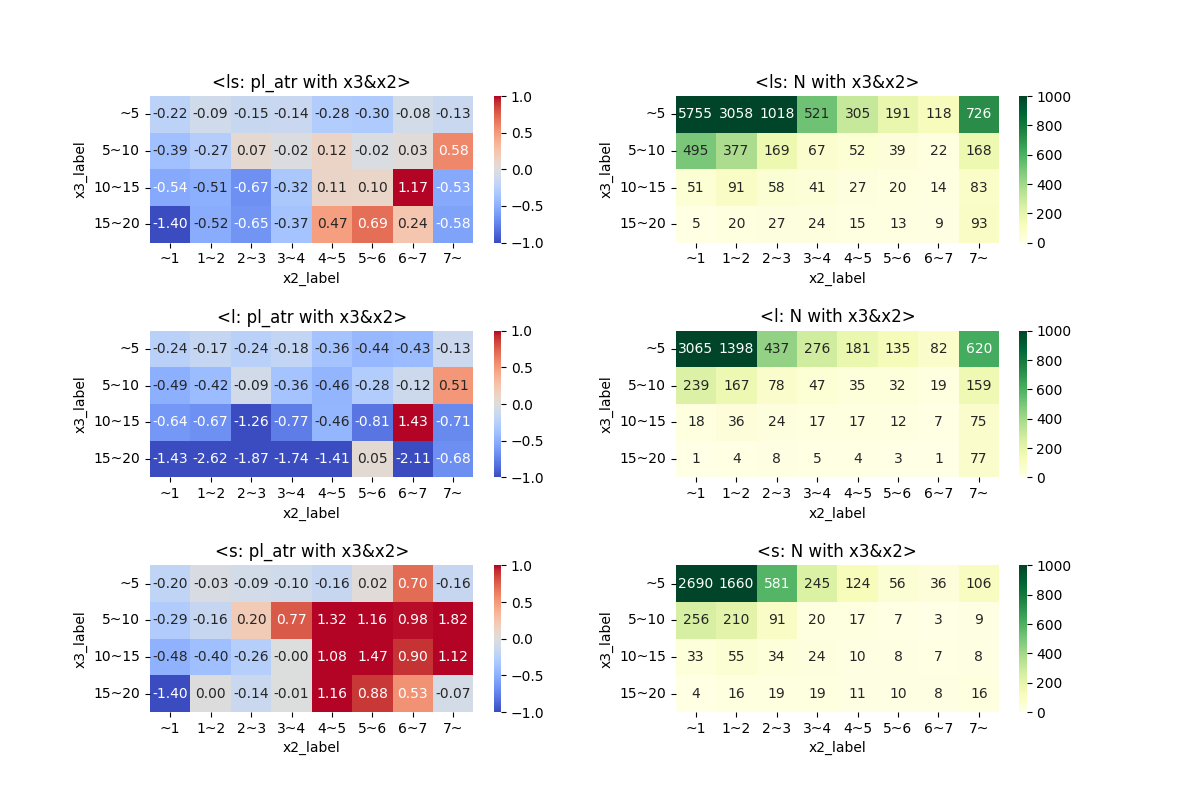 <ls: pl_atr with x3&x2>
x3_label
~5 -0.22 -0.09 -0.15 -0.14 -0.28 -0.30 -0.08 -0.13
5~10 -0.39 -0.27 0.07 -0.02 0.12 -0.02 0.03 0.58
10~15 -0.54 -0.51 -0.67 -0.32 0.11 0.10 1.17 -0.53
15~20 -1.40 -0.52 -0.65 -0.37 0.47 0.69 0.24 -0.58
~1 1~2 2~3 3~4 4~5 5~6 6~7 7~
x2_label
1.0
0.5
0.0
−0.5
−1.0
<ls: N with x3&x2>
x3_label
~5 5755 3058 1018 521 305 191 118 726
5~10 495 377 169 67 52 39 22 168
10~15 51 91 58 41 27 20 14 83
15~20 5 20 27 24 15 13 9 93
~1 1~2 2~3 3~4 4~5 5~6 6~7 7~
x2_label
1000
800
600
400
200
0
<l: pl_atr with x3&x2>
x3_label
~5 -0.24 -0.17 -0.24 -0.18 -0.36 -0.44 -0.43 -0.13
5~10 -0.49 -0.42 -0.09 -0.36 -0.46 -0.28 -0.12 0.51
10~15 -0.64 -0.67 -1.26 -0.77 -0.46 -0.81 1.43 -0.71
15~20 -1.43 -2.62 -1.87 -1.74 -1.41 0.05 -2.11 -0.68
~1 1~2 2~3 3~4 4~5 5~6 6~7 7~
x2_label
1.0
0.5
0.0
−0.5
−1.0
<l: N with x3&x2>
x3_label
~5 3065 1398 437 276 181 135 82 620
5~10 239 167 78 47 35 32 19 159
10~15 18 36 24 17 17 12 7 75
15~20 1 4 8 5 4 3 1 77
~1 1~2 2~3 3~4 4~5 5~6 6~7 7~
x2_label
1000
800
600
400
200
0
<s: pl_atr with x3&x2>
x3_label
~5 -0.20 -0.03 -0.09 -0.10 -0.16 0.02 0.70 -0.16
5~10 -0.29 -0.16 0.20 0.77 1.32 1.16 0.98 1.82
10~15 -0.48 -0.40 -0.26 -0.00 1.08 1.47 0.90 1.12
15~20 -1.40 0.00 -0.14 -0.01 1.16 0.88 0.53 -0.07
~1 1~2 2~3 3~4 4~5 5~6 6~7 7~
x2_label
1.0
0.5
0.0
−0.5
−1.0
<s: N with x3&x2>
x3_label
~5 2690 1660 581 245 124 56 36 106
5~10 256 210 91 20 17 7 3 9
10~15 33 55 34 24 10 8 7 8
15~20 4 16 19 19 11 10 8 16
~1 1~2 2~3 3~4 4~5 5~6 6~7 7~
x2_label
1000
800
600
400
200
0